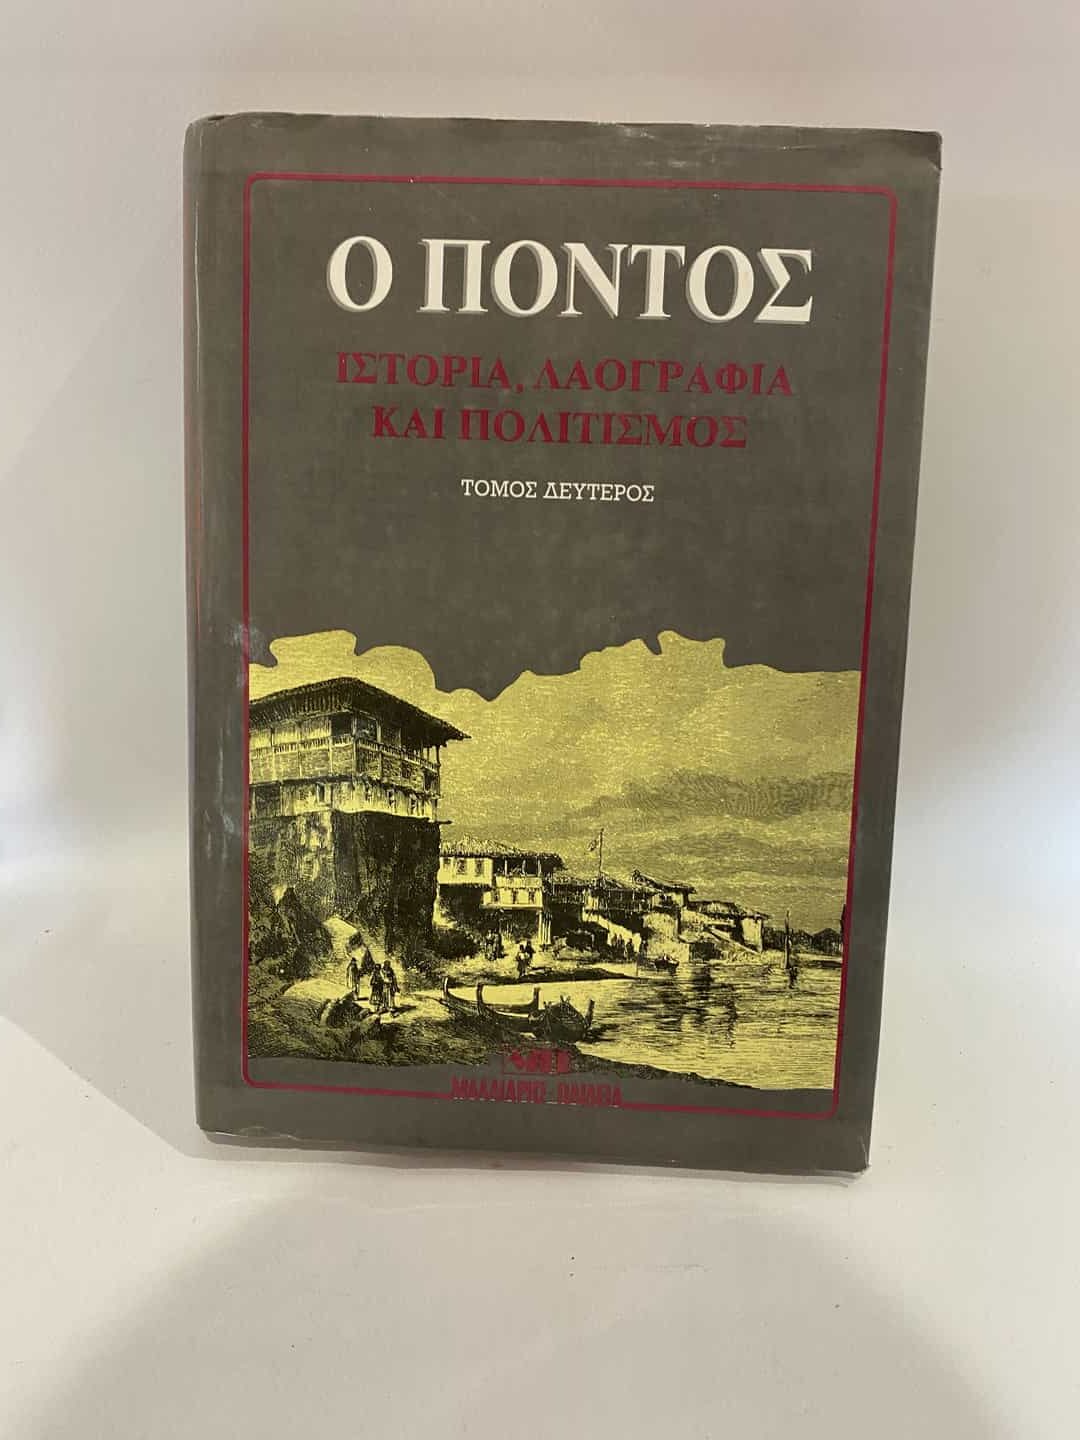 Ο ΠΟΝΤΟΣ
ΙΣΤΟΡΙΑ, ΛΑΟΓΡΑΦΙΑ
ΚΑΙ ΠΟΛΙΤΙΣΜΟΣ
ΤΟΜΟΣ ΔΕΥΤΕΡΟΣ
ΜΑΛΛΙΑΡΗΣ-ΠΑΙΔΕΙΑ